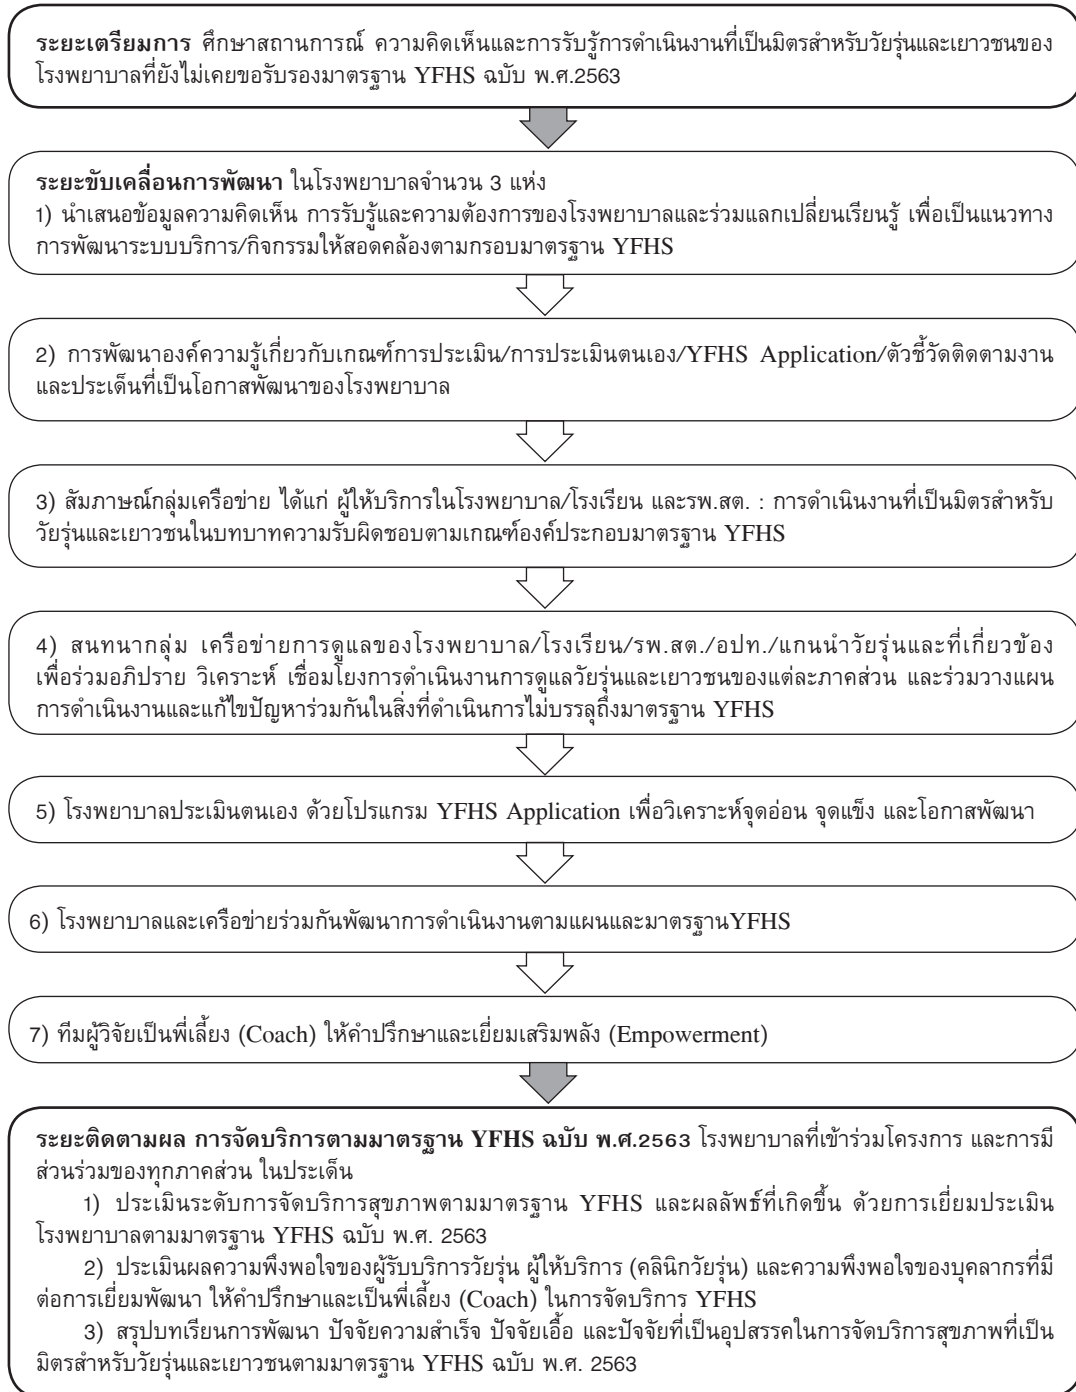 ระยะเตรียมการ ศึกษาสถานการณ์ ความคิดเห็นและการรับรู้การดำเนินงานที่เป็นมิตรสำหรับวัยรุ่นและเยาวชนของ
โรงพยาบาลที่ยังไม่เคยขอรับรองมาตรฐาน YFHS ฉบับ พ.ศ.2563
ระยะขับเคลื่อนการพัฒนา ในโรงพยาบาลจำนวน 3 แห่ง
1) นำเสนอข้อมูลความคิดเห็น การรับรู้และความต้องการของโรงพยาบาลและร่วมแลกเปลี่ยนเรียนรู้ เพื่อเป็นแนวทาง
การพัฒนาระบบบริการ/กิจกรรมให้สอดคล้องตามกรอบมาตรฐาน YFHS
2) การพัฒนาองค์ความรู้เกี่ยวกับเกณฑ์การประเมิน/การประเมินตนเอง/YFHS Application/ตัวชี้วัดติดตามงาน
และประเด็นที่เป็นโอกาสพัฒนาของโรงพยาบาล
3) สัมภาษณ์กลุ่มเครือข่าย ได้แก่ ผู้ให้บริการในโรงพยาบาล/โรงเรียน และรพ.สต. : การดำเนินงานที่เป็นมิตรสำหรับ
วัยรุ่นและเยาวชนในบทบาทความรับผิดชอบตามเกณฑ์องค์ประกอบมาตรฐาน YFHS
4) สนทนากลุ่ม เครือข่ายการดูแลของโรงพยาบาล/โรงเรียน/รพ.สต./อปท./แกนนำวัยรุ่นและที่เกี่ยวข้อง
เพื่อร่วมอภิปราย วิเคราะห์ เชื่อมโยงการดำเนินงานการดูแลวัยรุ่นและเยาวชนของแต่ละภาคส่วน และร่วมวางแผน
การดำเนินงานและแก้ไขปัญหาร่วมกันในสิ่งที่ดำเนินการไม่บรรลุถึงมาตรฐาน YFHS
5) โรงพยาบาลประเมินตนเอง ด้วยโปรแกรม YFHS Application เพื่อวิเคราะห์จุดอ่อน จุดแข็ง และโอกาสพัฒนา
6) โรงพยาบาลและเครือข่ายร่วมกันพัฒนาการดำเนินงานตามแผนและมาตรฐานYFHS
7) ทีมผู้วิจัยเป็นพี่เลี้ยง (Coach) ให้คำปรึกษาและเยี่ยมเสริมพลัง (Empowerment)
ระยะติดตามผล การจัดบริการตามมาตรฐาน YFHS ฉบับ พ.ศ.2563 โรงพยาบาลที่เข้าร่วมโครงการ และการมี
ส่วนร่วมของทุกภาคส่วน ในประเด็น
1) ประเมินระดับการจัดบริการสุขภาพตามมาตรฐาน YFHS และผลลัพธ์ที่เกิดขึ้น ด้วยการเยี่ยมประเมิน
โรงพยาบาลตามมาตรฐาน YFHS ฉบับ พ.ศ. 2563
2) ประเมินผลความพึงพอใจของผู้รับบริการวัยรุ่น ผู้ให้บริการ (คลินิกวัยรุ่น) และความพึงพอใจของบุคลากรที่มี
ต่อการเยี่ยมพัฒนา ให้คำปรึกษาและเป็นพี่เลี้ยง (Coach) ในการจัดบริการ YFHS
3) สรุปบทเรียนการพัฒนา ปัจจัยความสำเร็จ ปัจจัยเอื้อ และปัจจัยที่เป็นอุปสรรคในการจัดบริการสุขภาพที่เป็น
มิตรสำหรับวัยรุ่นและเยาวชนตามมาตรฐาน YFHS ฉบับ พ.ศ. 2563